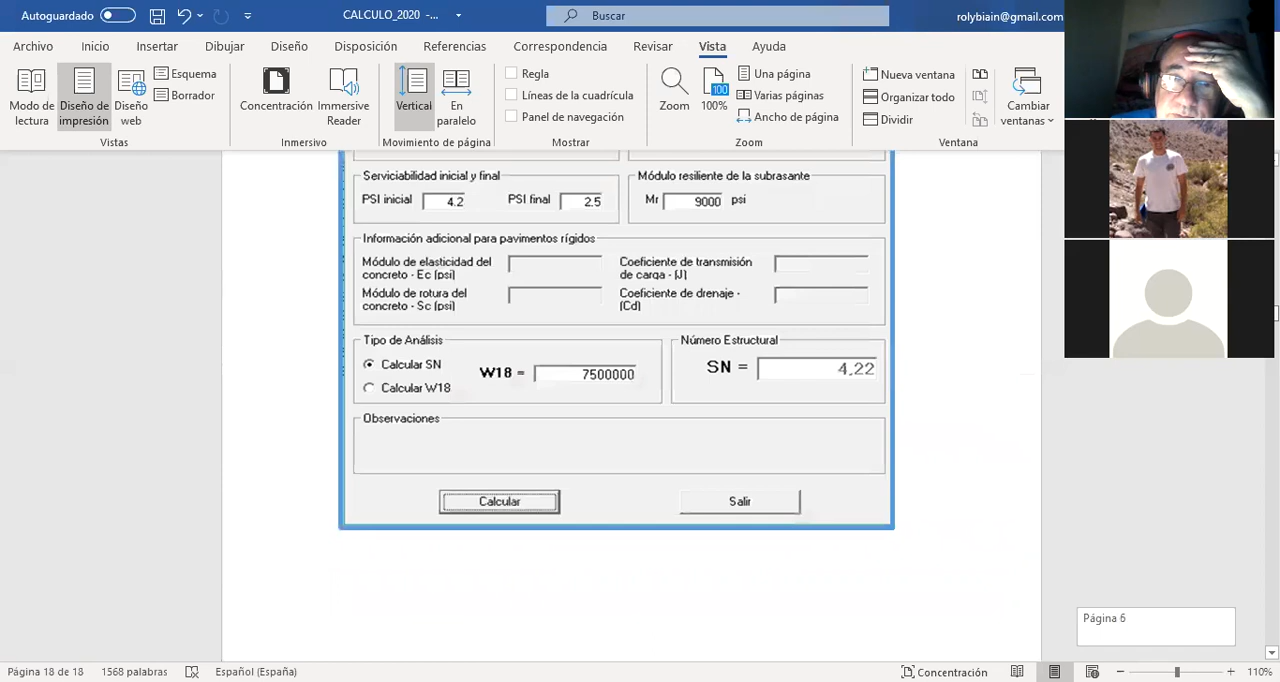 Autoguardado CALCULO_2020 -... Buscar rolybiain@gmail.com
Archivo Inicio Insertar Dibujar Diseño Disposición Referencias Correspondencia Revisar Vista Ayuda
Modo de lectura
Diseño de impresión
Diseño web
Esquema
Borrador
Vistas
Concentración
Immersive Reader
Inmersivo
Vertical
En paralelo
Movimiento de página
Regla
Líneas de la cuadrícula
Panel de navegación
Mostrar
Zoom
100
100%
Una página
Varias páginas
Ancho de página
Zoom
Nueva ventana
Organizar todo
Dividir
Cambiar ventanas
Ventana
Serviciabilidad inicial y final
PSI inicial 4.2 PSI final 2.5
Módulo resiliente de la subrasante
Mr 9000 psi
Información adicional para pavimentos rígidos
Módulo de elasticidad del
concreto - Ec (psi)
Coeficiente de transmisión
de carga - (J)
Módulo de rotura del
concreto - Sc (psi)
Coeficiente de drenaje -
(Cd)
Tipo de Análisis
Calcular SN
Calcular W18
W18 = 7500000
Número Estructural
SN = 4.22
Observaciones
Calcular Salir
Página 6
Página 18 de 18 1568 palabras Español (España) Concentración 110%